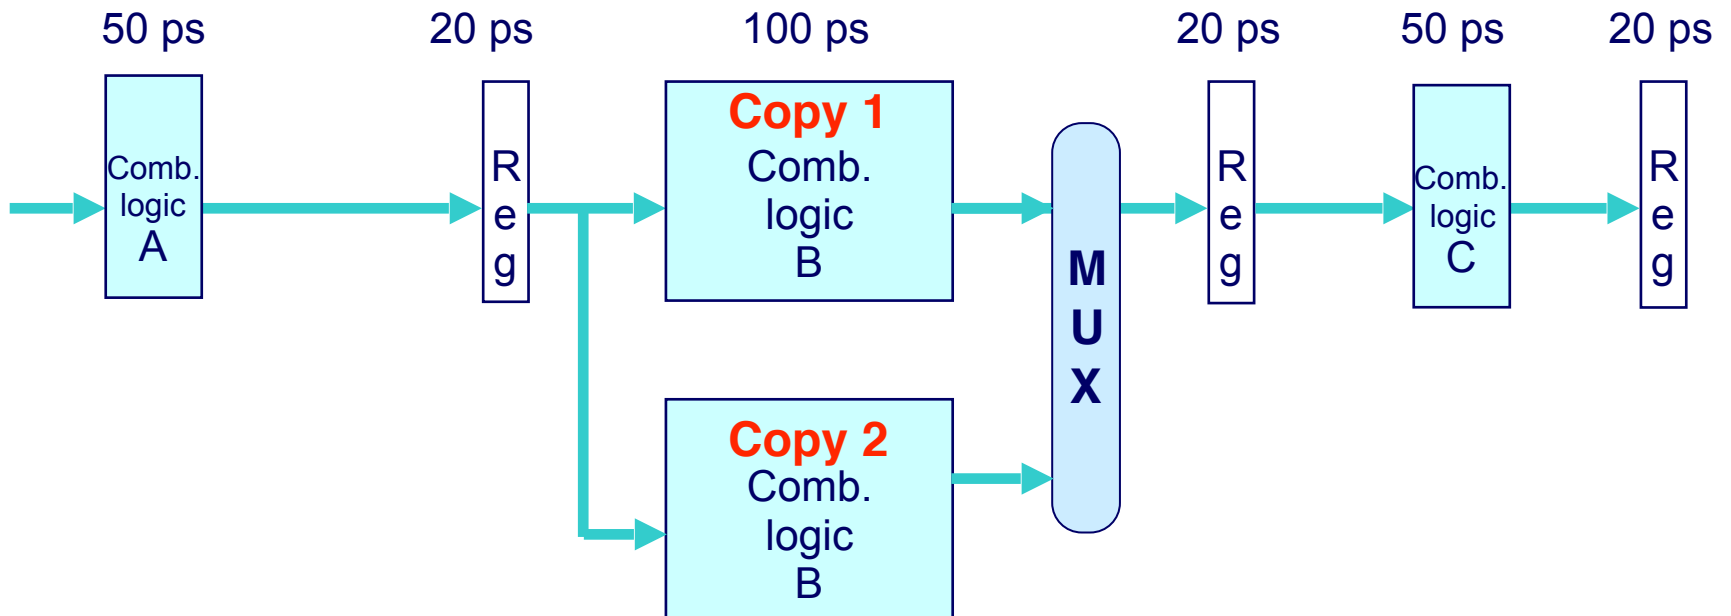 50 ps
20 ps
100 ps
20 ps
50 ps
20 ps
Comb.
logic
A
R
e
g
Copy 1
Comb.
logic
B
M
U
X
R
e
g
Comb.
logic
C
R
e
g
Copy 2
Comb.
logic
B